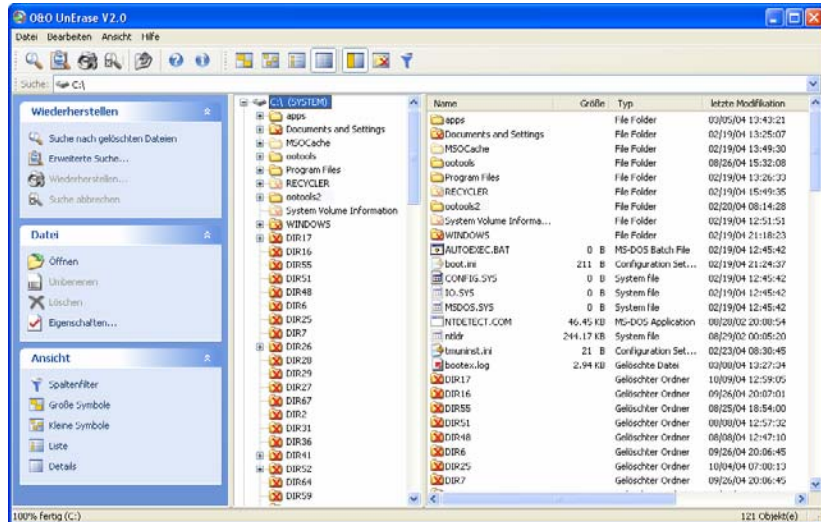 O&O UnErase V2.0
Datei Bearbeiten Ansicht Hilfe
Suche: C:\
Wiederherstellen
Suche nach gelöschten Dateien
Erweiterte Suche...
Wiederherstellen...
Suche abbrechen
Datei
Öffnen
Umbenennen
Löschen
Eigenschaften...
Ansicht
Spaltenfilter
Große Symbole
Kleine Symbole
Liste
Details
C:\ (SYSTEM)
apps
Documents and Settings
MSOCache
ootools
Program Files
RECYCLER
ootools2
System Volume Information
WINDOWS
DIR17
DIR16
DIR55
DIR51
DIR48
DIR6
DIR25
DIR7
DIR26
DIR28
DIR29
DIR27
DIR67
DIR2
DIR31
DIR36
DIR41
DIR52
DIR64
DIR59
Name Größe Typ letzte Modifikation
apps File Folder 03/05/04 13:43:21
Documents and Settings File Folder 02/19/04 13:25:07
MSOCache File Folder 02/19/04 13:49:30
ootools File Folder 08/26/04 15:32:08
Program Files File Folder 02/19/04 13:26:33
RECYCLER File Folder 02/19/04 15:49:35
ootools2 File Folder 02/20/04 08:14:28
System Volume Informa... File Folder 02/19/04 12:51:51
WINDOWS File Folder 02/19/04 21:18:23
AUTOEXEC.BAT 0 B MS-DOS Batch File 02/19/04 12:45:42
boot.ini 211 B Configuration Set... 02/19/04 21:24:37
CONFIG.SYS 0 B System file 02/19/04 12:45:42
IO.SYS 0 B System file 02/19/04 12:45:42
MSDOS.SYS 0 B System file 02/19/04 12:45:42
NTDETECT.COM 46.45 KB MS-DOS Application 08/28/02 20:08:54
ntldr 244.17 KB System file 08/29/02 00:05:20
tmuninst.ini 21 B Configuration Set... 02/23/04 08:30:45
bootex.log 2.94 KB Gelöschte Datei 03/08/04 13:27:34
DIR17 Gelöschter Ordner 10/09/04 12:59:05
DIR16 Gelöschter Ordner 09/26/04 20:07:01
DIR55 Gelöschter Ordner 08/25/04 18:54:00
DIR51 Gelöschter Ordner 08/08/04 12:57:32
DIR48 Gelöschter Ordner 08/08/04 12:47:10
DIR6 Gelöschter Ordner 09/26/04 20:06:45
DIR25 Gelöschter Ordner 10/04/04 07:00:13
DIR7 Gelöschter Ordner 09/26/04 20:06:45
100% fertig (C:) 121 Objekt(e)